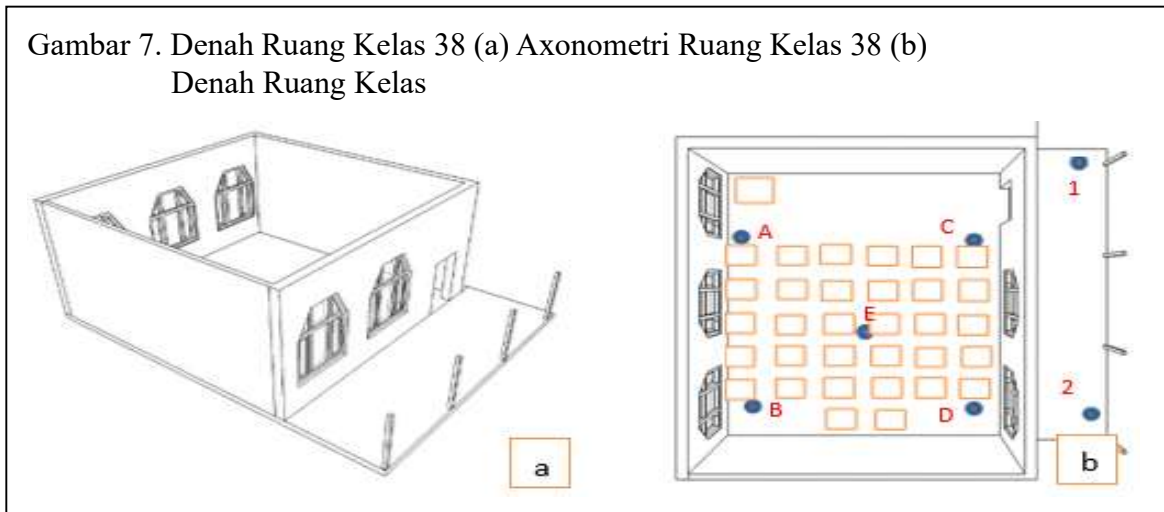 Gambar 7. Denah Ruang Kelas 38 (a) Axonometri Ruang Kelas 38 (b)
Denah Ruang Kelas
1
A
C
E
2
B
D
a
b